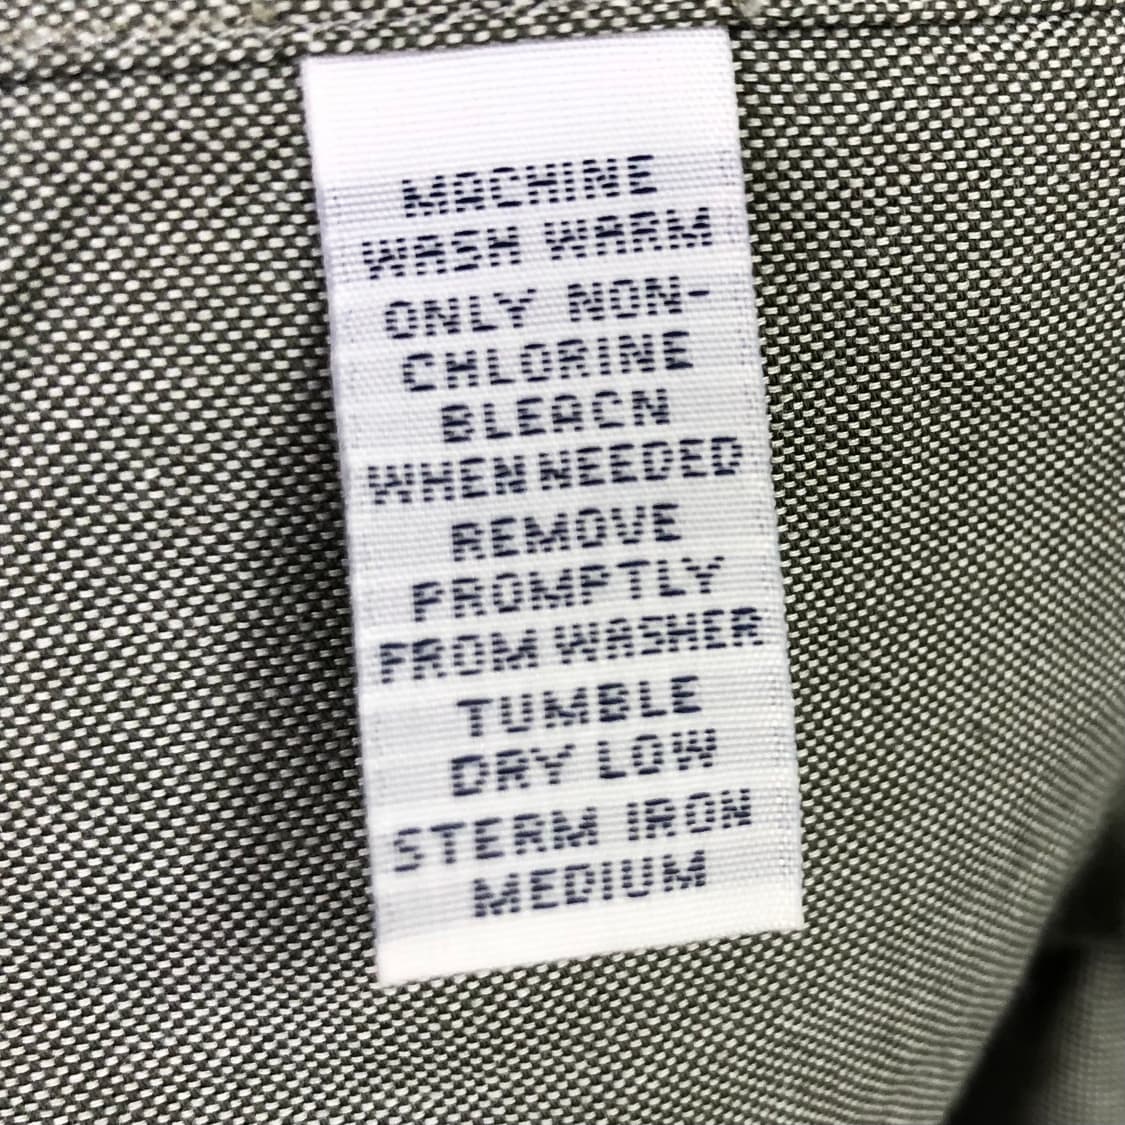 MACHINE
WASH WARM
ONLY NON-
CHLORINE
BLEACN
WHEN NEEDED
REMOVE
PROMPTLY
FROM WASHER
TUMBLE
DRY LOW
STERM IRON
MEDIUM